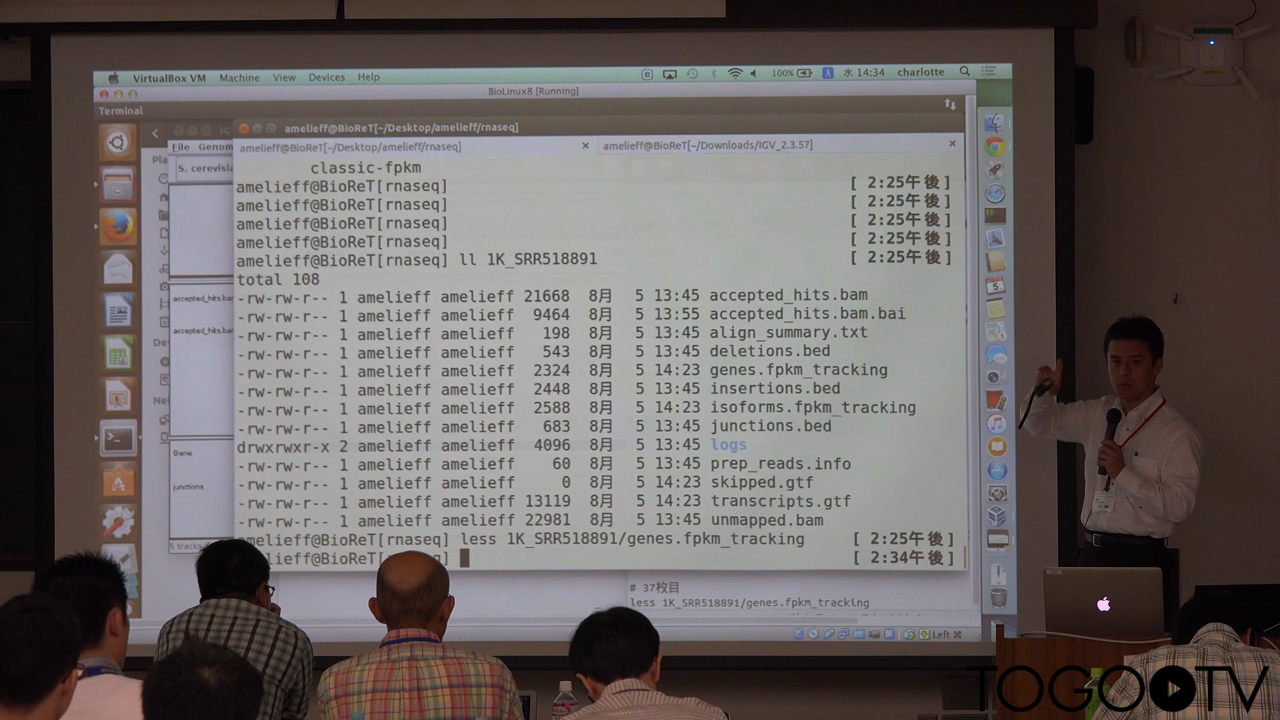 VirtualBox VM Machine View Devices Help
100% 水 14:34 charlotte
BioLinux8 [Running]
Terminal
amelieff@BioReT[~/Desktop/amelieff/rnaseq]
File Genom
amelieff@BioReT[~/Desktop/amelieff/rnaseq] × amelieff@BioReT[~/Downloads/IGV_2.3.57] ×
S. cerevisia
classic-fpkm
amelieff@BioReT[rnaseq] [ 2:25午後]
amelieff@BioReT[rnaseq] [ 2:25午後]
amelieff@BioReT[rnaseq] [ 2:25午後]
amelieff@BioReT[rnaseq] [ 2:25午後]
amelieff@BioReT[rnaseq] ll 1K_SRR518891 [ 2:25午後]
total 108
-rw-rw-r-- 1 amelieff amelieff 21668 8月 5 13:45 accepted_hits.bam
-rw-rw-r-- 1 amelieff amelieff 9464 8月 5 13:55 accepted_hits.bam.bai
-rw-rw-r-- 1 amelieff amelieff 198 8月 5 13:45 align_summary.txt
-rw-rw-r-- 1 amelieff amelieff 543 8月 5 13:45 deletions.bed
-rw-rw-r-- 1 amelieff amelieff 2324 8月 5 14:23 genes.fpkm_tracking
-rw-rw-r-- 1 amelieff amelieff 2448 8月 5 13:45 insertions.bed
-rw-rw-r-- 1 amelieff amelieff 2588 8月 5 14:23 isoforms.fpkm_tracking
-rw-rw-r-- 1 amelieff amelieff 683 8月 5 13:45 junctions.bed
drwxrwxr-x 2 amelieff amelieff 4096 8月 5 13:45 logs
-rw-rw-r-- 1 amelieff amelieff 60 8月 5 13:45 prep_reads.info
-rw-rw-r-- 1 amelieff amelieff 0 8月 5 14:23 skipped.gtf
-rw-rw-r-- 1 amelieff amelieff 13119 8月 5 14:23 transcripts.gtf
-rw-rw-r-- 1 amelieff amelieff 22981 8月 5 13:45 unmapped.bam
amelieff@BioReT[rnaseq] less 1K_SRR518891/genes.fpkm_tracking [ 2:25午後]
lieff@BioReT[rnaseq] [ 2:34午後]
accepted_hits.bar
accepted_hits.bar
Gene
junctions
5 tracks
# 37枚目
less 1K_SRR518891/genes.fpkm_tracking
Left ⌘
TOGOTV